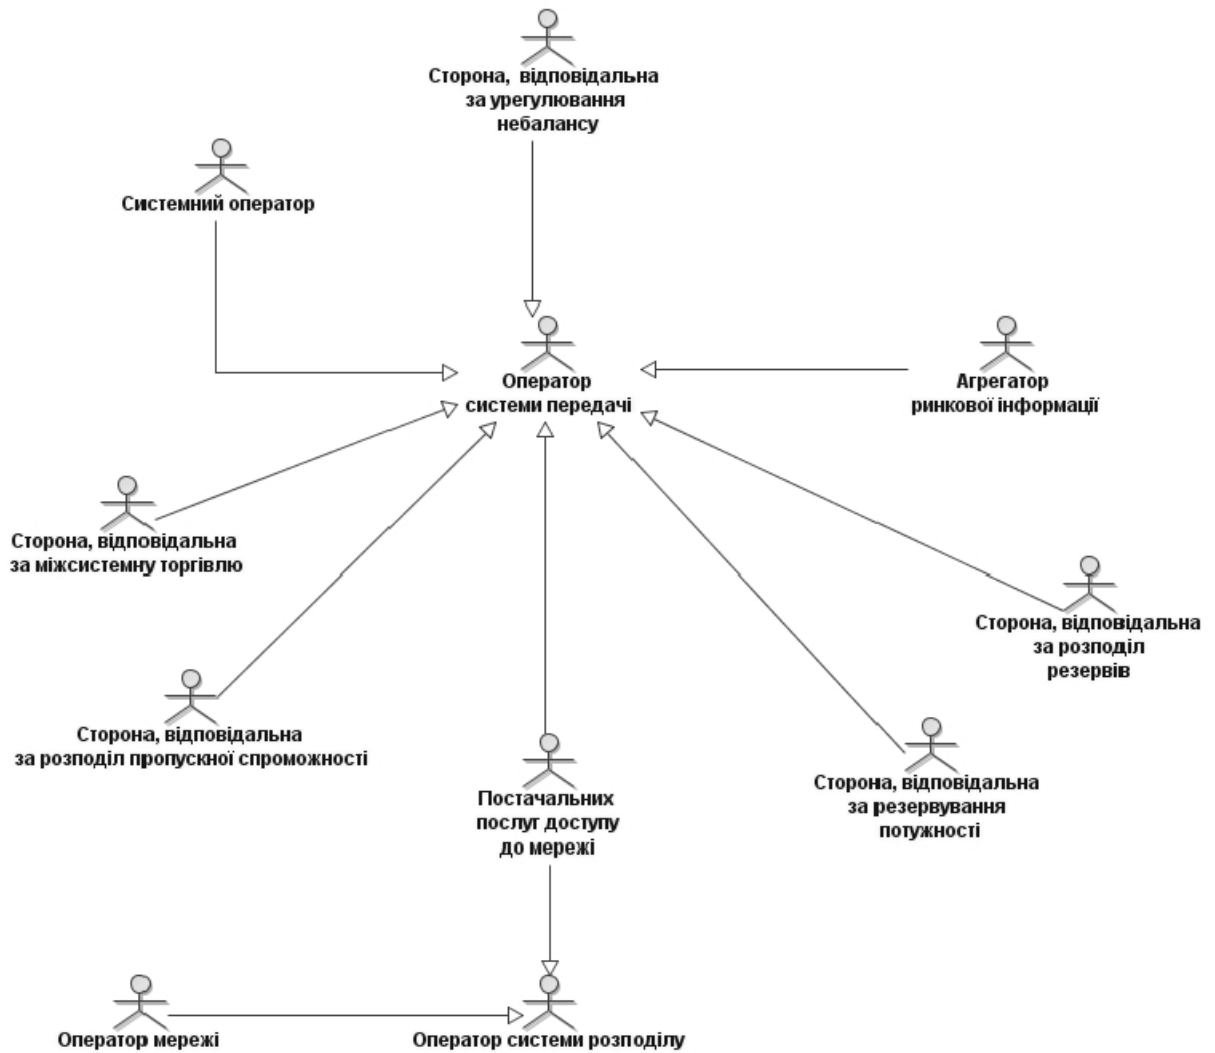 Сторона, відповідальна
за урегулювання
небалансу
Системний оператор
Оператор
системи передачі
Агрегатор
ринкової інформації
Сторона, відповідальна
за міжсистемну торгівлю
Сторона, відповідальна
за розподіл
резервів
Сторона, відповідальна
за розподіл пропускної спроможності
Сторона, відповідальна
за резервування
потужності
Постачальних
послуг доступу
до мережі
Оператор мережі
Оператор системи розподілу